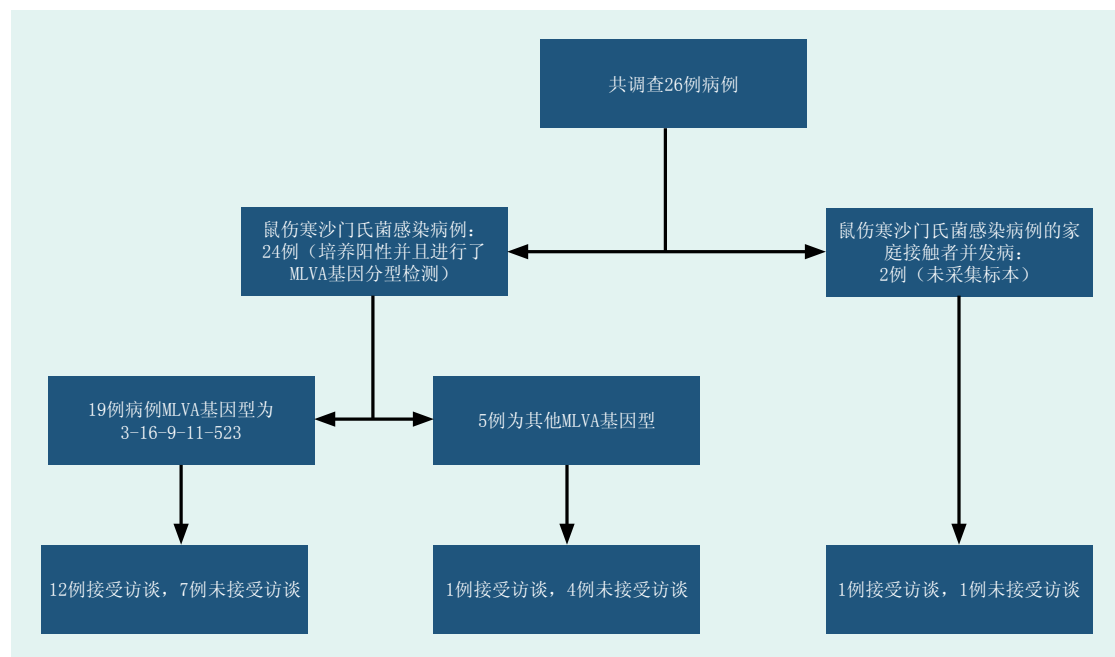 共调查26例病例
鼠伤寒沙门氏菌感染病例：
24例（培养阳性并且进行了
MLVA基因分型检测）
鼠伤寒沙门氏菌感染病例的家
庭接触者并发病：
2例（未采集标本）
19例病例MLVA基因型为
3-16-9-11-523
5例为其他MLVA基因型
12例接受访谈，7例未接受访谈
1例接受访谈，4例未接受访谈
1例接受访谈，1例未接受访谈